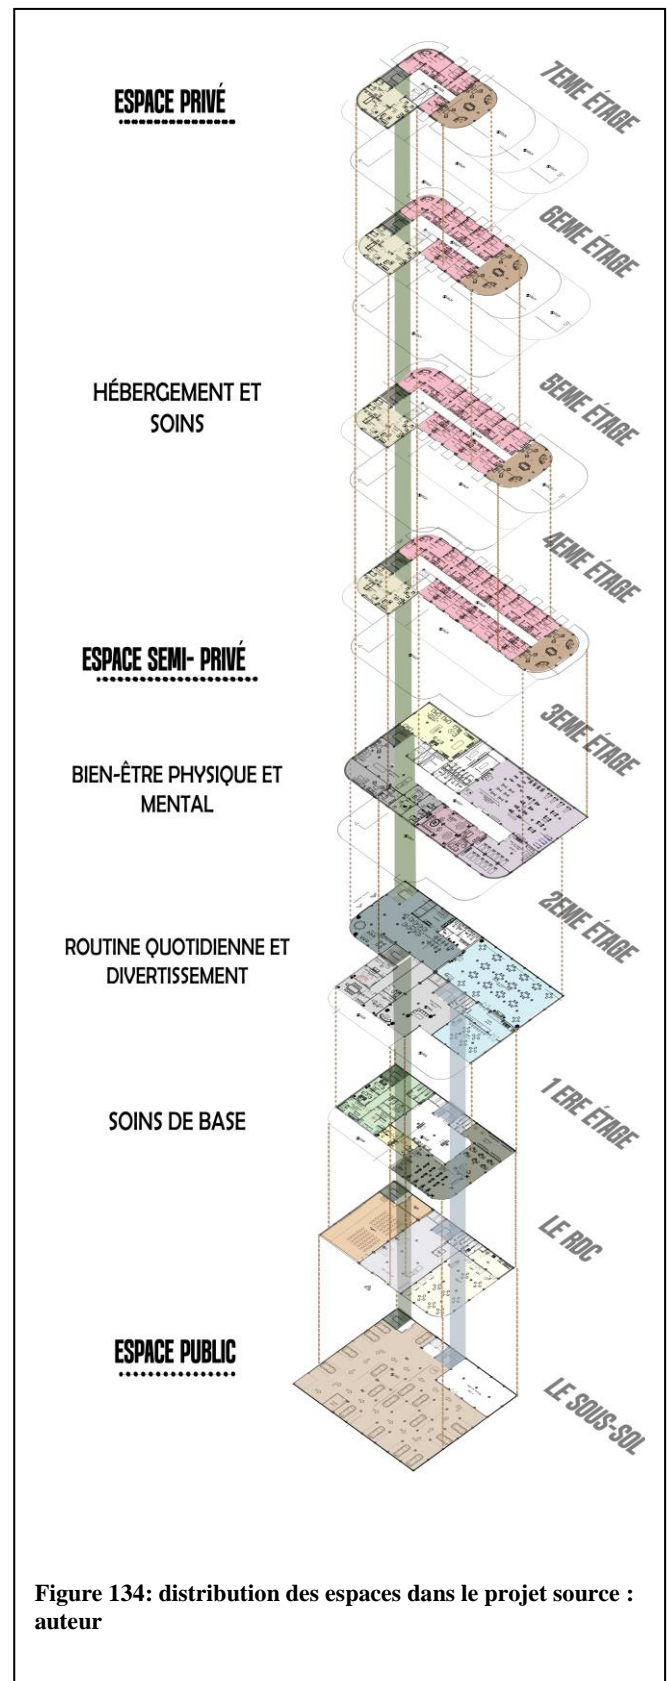 7EME ÉTAGE
ESPACE PRIVÉ
6EME ÉTAGE
HÉBERGEMENT ET
SOINS
5EME ÉTAGE
4EME ÉTAGE
ESPACE SEMI- PRIVÉ
3EME ÉTAGE
BIEN-ÊTRE PHYSIQUE ET
MENTAL
2EME ÉTAGE
ROUTINE QUOTIDIENNE ET
DIVERTISSEMENT
1 ERE ÉTAGE
SOINS DE BASE
LE RDC
ESPACE PUBLIC
LE SOUS-SOL
Figure 134: distribution des espaces dans le projet source :
auteur